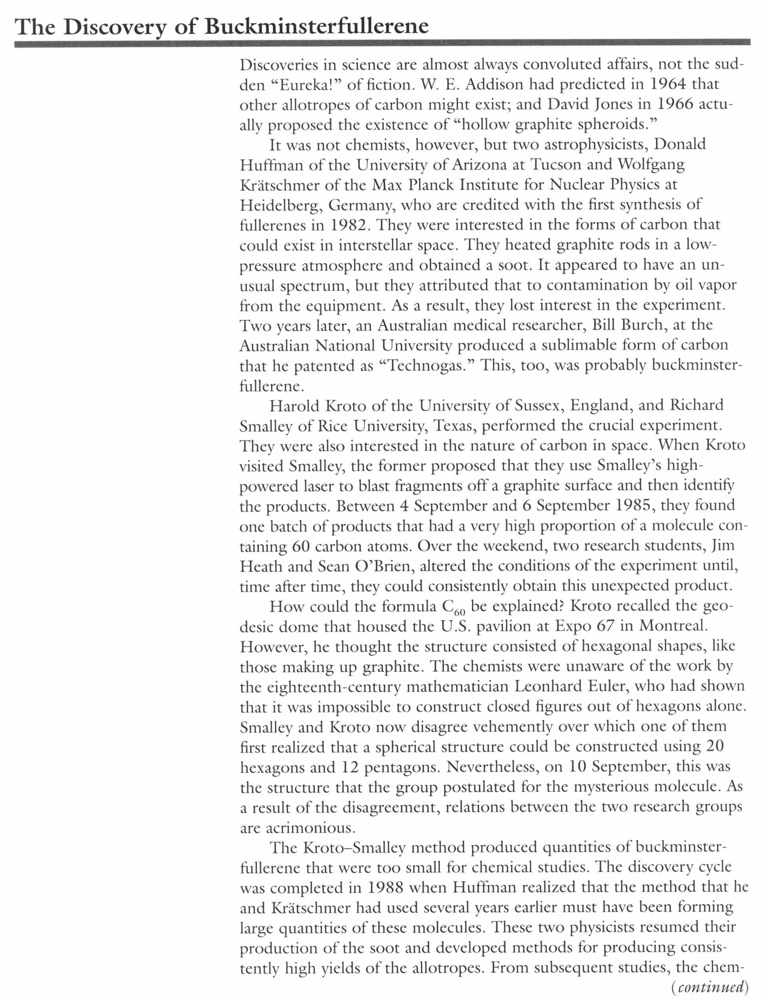 The Discovery of Buckminsterfullerene
Discoveries in science are almost always convoluted affairs, not the sud-
den “Eureka!” of fiction. W. E. Addison had predicted in 1964 that
other allotropes of carbon might exist; and David Jones in 1966 actu-
ally proposed the existence of “hollow graphite spheroids.”
It was not chemists, however, but two astrophysicists, Donald
Huffman of the University of Arizona at Tucson and Wolfgang
Krätschmer of the Max Planck Institute for Nuclear Physics at
Heidelberg, Germany, who are credited with the first synthesis of
fullerenes in 1982. They were interested in the forms of carbon that
could exist in interstellar space. They heated graphite rods in a low-
pressure atmosphere and obtained a soot. It appeared to have an un-
usual spectrum, but they attributed that to contamination by oil vapor
from the equipment. As a result, they lost interest in the experiment.
Two years later, an Australian medical researcher, Bill Burch, at the
Australian National University produced a sublimable form of carbon
that he patented as “Technogas.” This, too, was probably buckminster-
fullerene.
Harold Kroto of the University of Sussex, England, and Richard
Smalley of Rice University, Texas, performed the crucial experiment.
They were also interested in the nature of carbon in space. When Kroto
visited Smalley, the former proposed that they use Smalley’s high-
powered laser to blast fragments off a graphite surface and then identify
the products. Between 4 September and 6 September 1985, they found
one batch of products that had a very high proportion of a molecule con-
taining 60 carbon atoms. Over the weekend, two research students, Jim
Heath and Sean O’Brien, altered the conditions of the experiment until,
time after time, they could consistently obtain this unexpected product.
How could the formula C₆₀ be explained? Kroto recalled the geo-
desic dome that housed the U.S. pavilion at Expo 67 in Montreal.
However, he thought the structure consisted of hexagonal shapes, like
those making up graphite. The chemists were unaware of the work by
the eighteenth-century mathematician Leonhard Euler, who had shown
that it was impossible to construct closed figures out of hexagons alone.
Smalley and Kroto now disagree vehemently over which one of them
first realized that a spherical structure could be constructed using 20
hexagons and 12 pentagons. Nevertheless, on 10 September, this was
the structure that the group postulated for the mysterious molecule. As
a result of the disagreement, relations between the two research groups
are acrimonious.
The Kroto–Smalley method produced quantities of buckminster-
fullerene that were too small for chemical studies. The discovery cycle
was completed in 1988 when Huffman realized that the method that he
and Krätschmer had used several years earlier must have been forming
large quantities of these molecules. These two physicists resumed their
production of the soot and developed methods for producing consis-
tently high yields of the allotropes. From subsequent studies, the chem-
(continued)